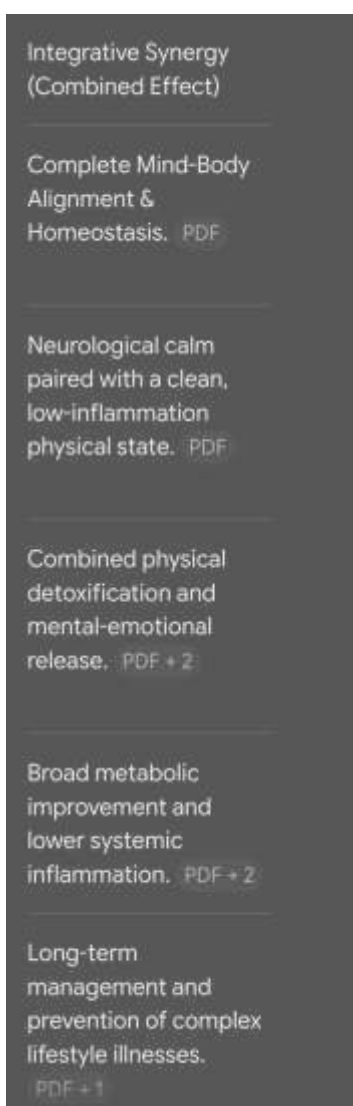 Integrative Synergy
(Combined Effect)
Complete Mind-Body
Alignment &
Homeostasis. PDF
Neurological calm
paired with a clean,
low-inflammation
physical state. PDF
Combined physical
detoxification and
mental-emotional
release. PDF + 2
Broad metabolic
improvement and
lower systemic
inflammation. PDF + 2
Long-term
management and
prevention of complex
lifestyle illnesses.
PDF + 1